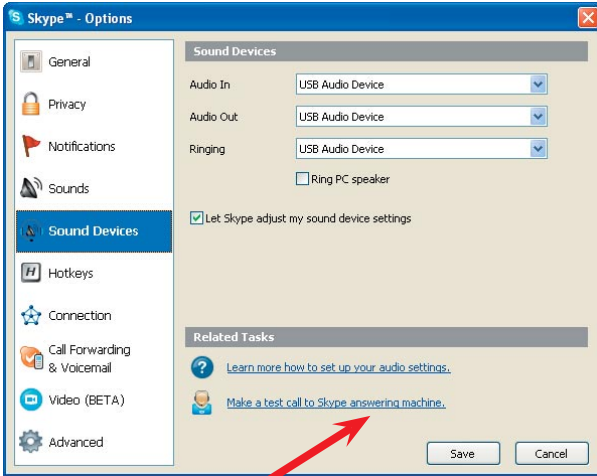 Skype™ - Options
General
Privacy
Notifications
Sounds
Sound Devices
Hotkeys
Connection
Call Forwarding
& Voicemail
Video (BETA)
Advanced
Sound Devices
Audio In
USB Audio Device
Audio Out
USB Audio Device
Ringing
USB Audio Device
Ring PC speaker
Let Skype adjust my sound device settings
Related Tasks
Learn more how to set up your audio settings.
Make a test call to Skype answering machine.
Save
Cancel